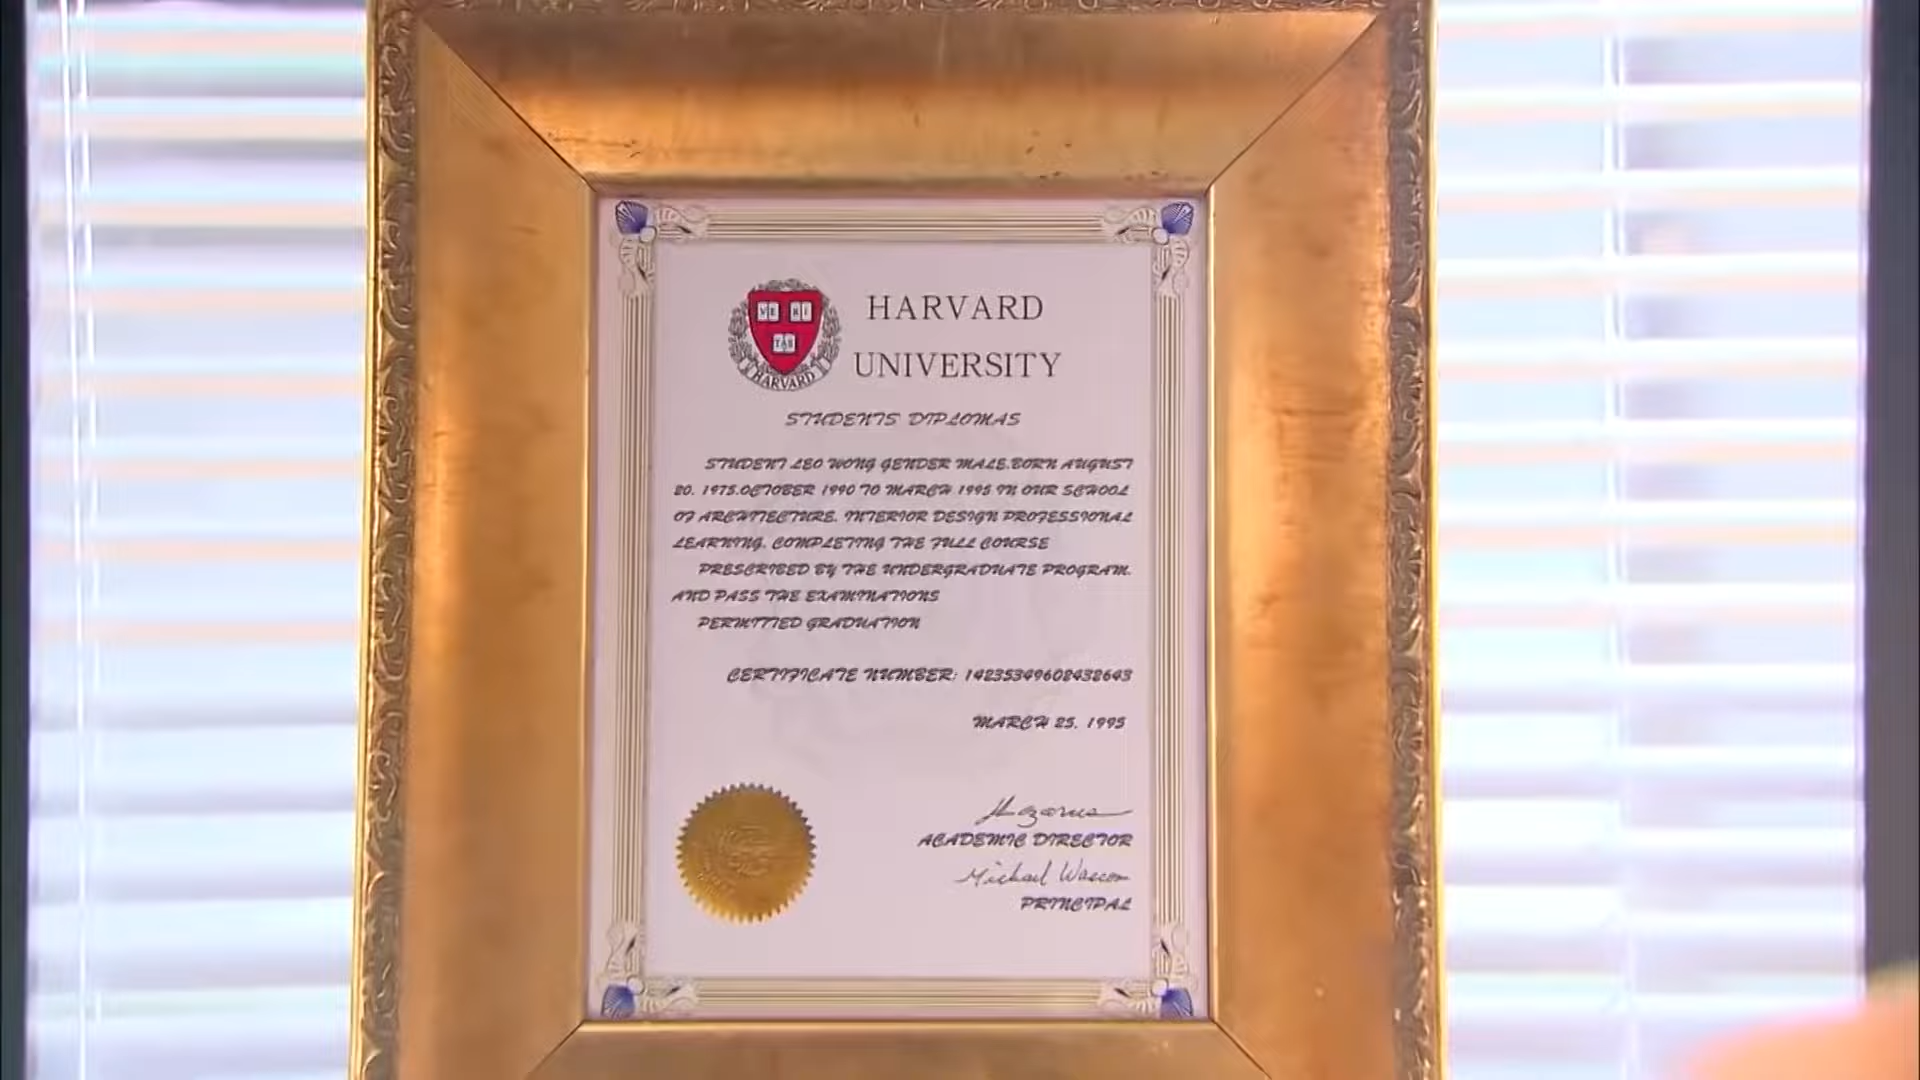 VE RI
TAS
HARVARD
HARVARD
UNIVERSITY
STUDENTS' DIPLOMAS
STUDENT LEO WONG GENDER MALE.BORN AUGUST
20. 1975.OCTOBER 1990 TO MARCH 1995 IN OUR SCHOOL
OF ARCHITECTURE. INTERIOR DESIGN PROFESSIONAL
LEARNING. COMPLETING THE FULL COURSE
PRESCRIBED BY THE UNDERGRADUATE PROGRAM.
AND PASS THE EXAMINATIONS
PERMITTED GRADUATION
CERTIFICATE NUMBER: 14235349602432643
MARCH 25. 1995
ACADEMIC DIRECTOR
Michael
PRINCIPAL